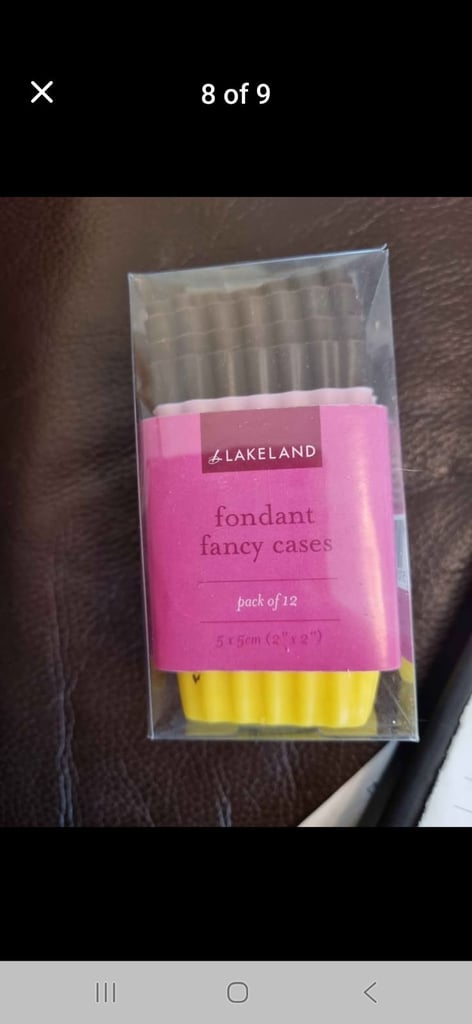 8 of 9
LAKELAND
fondant
fancy cases
pack of 12
5 x 5cm (2" x 2")